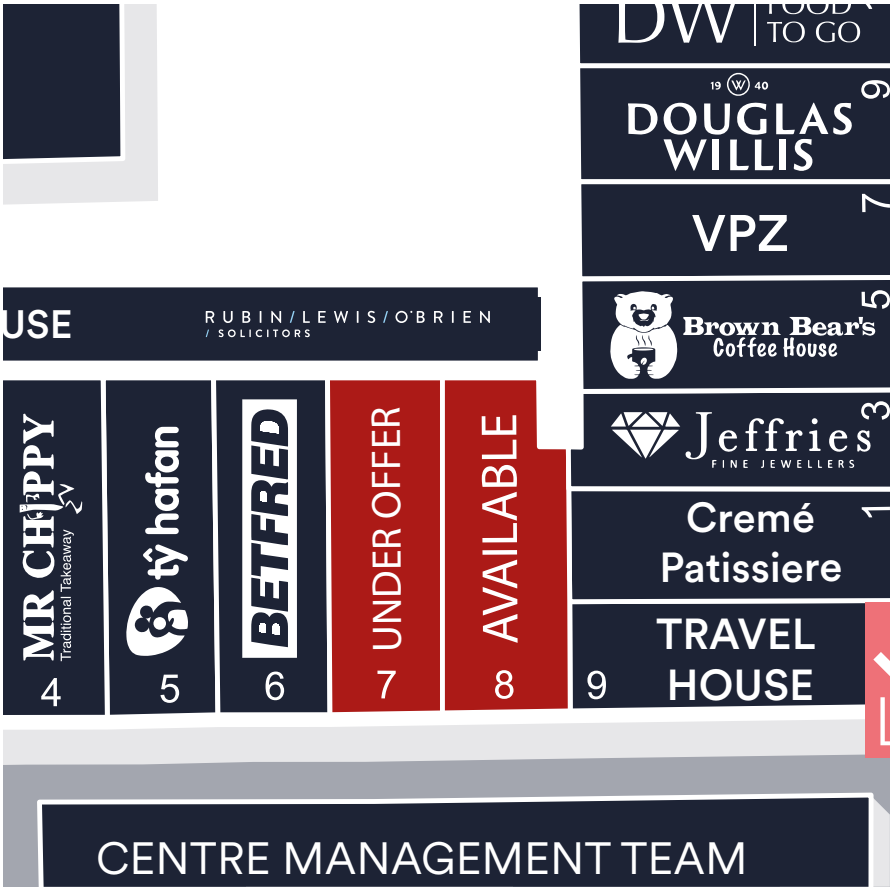 DW
FOOD
TO GO
19 W 40
DOUGLAS
WILLIS
9
VPZ
7
Brown Bear's
Coffee House
5
USE
RUBIN/LEWIS/O'BRIEN
/ SOLICITORS
Jeffries
FINE JEWELLERS
3
Cremé
Patissiere
1
TRAVEL
HOUSE
9
MR CHIPPY
Traditional Takeaway
4
tŷ hafan
5
BETFRED
6
UNDER OFFER
7
AVAILABLE
8
CENTRE MANAGEMENT TEAM